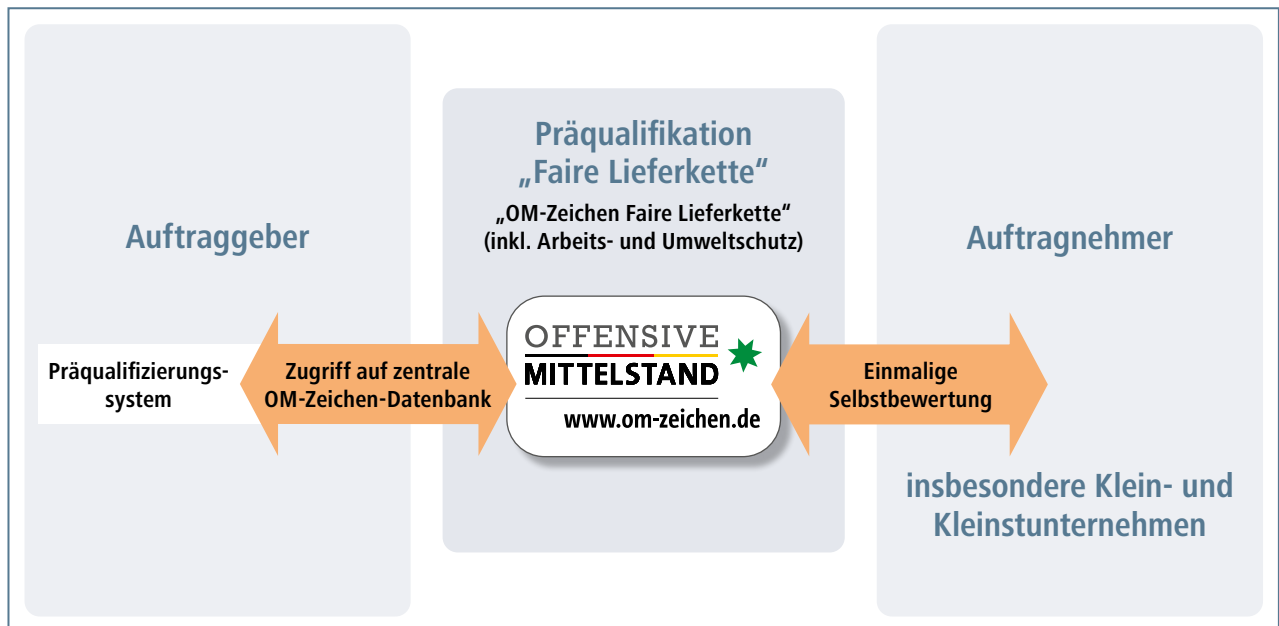 Auftraggeber
Präqualifizierungs-
system
Zugriff auf zentrale
OM-Zeichen-Datenbank
Präqualifikation
„Faire Lieferkette“
„OM-Zeichen Faire Lieferkette“
(inkl. Arbeits- und Umweltschutz)
OFFENSIVE
MITTELSTAND
www.om-zeichen.de
Auftragnehmer
Einmalige
Selbstbewertung
insbesondere Klein- und
Kleinstunternehmen